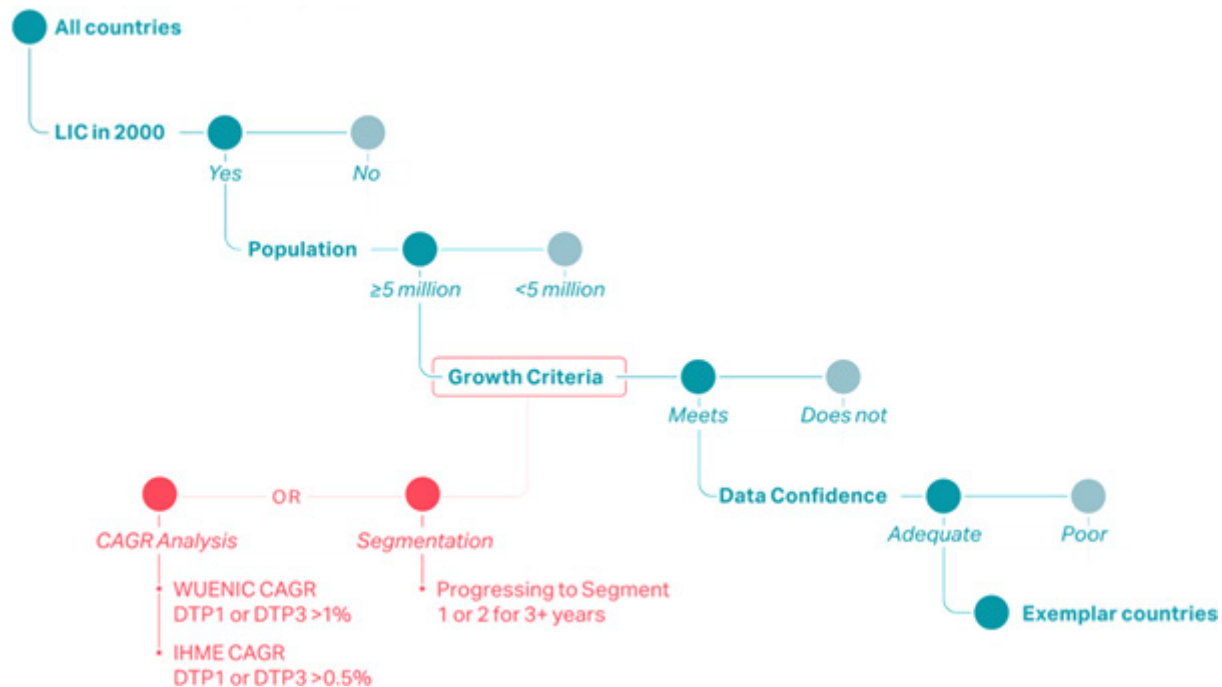 All countries
LIC in 2000
Yes
No
Population
≥5 million
<5 million
Growth Criteria
Meets
Does not
OR
CAGR Analysis
Segmentation
Data Confidence
Adequate
Poor
• WUENIC CAGR
DTP1 or DTP3 >1%
• Progressing to Segment
1 or 2 for 3+ years
• IHME CAGR
DTP1 or DTP3 >0.5%
Exemplar countries